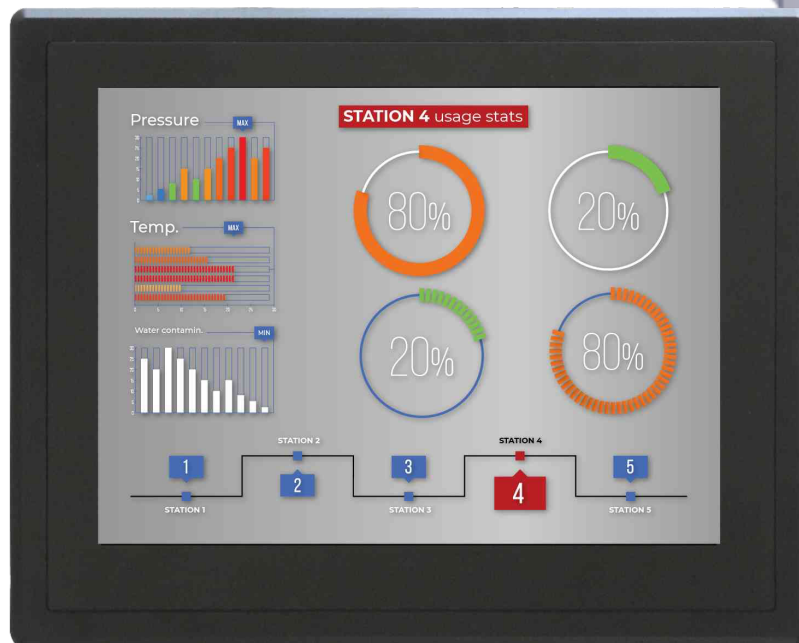 Pressure
MAX
STATION 4 usage stats
80%
20%
Temp.
MAX
Water contamin.
MIN
20%
80%
STATION 2
STATION 4
1
3
5
2
4
STATION 1
STATION 3
STATION 5